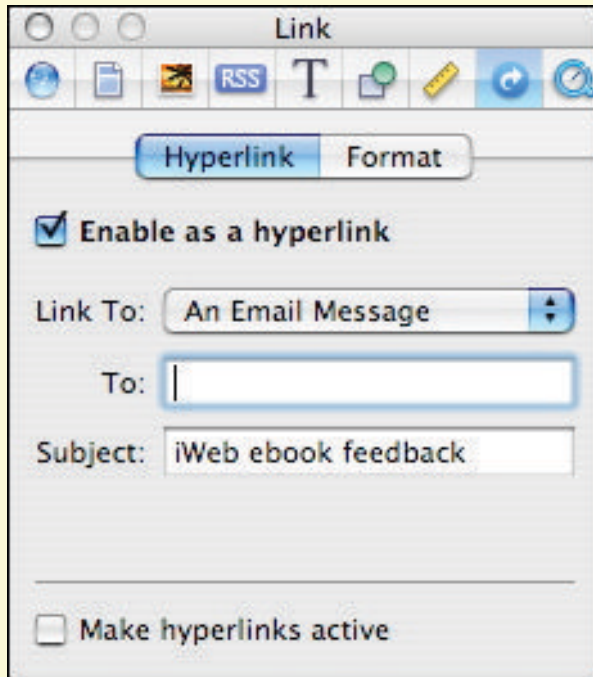 Link
RSS T
Hyperlink Format
Enable as a hyperlink
Link To: An Email Message
To:
Subject: iWeb ebook feedback
Make hyperlinks active